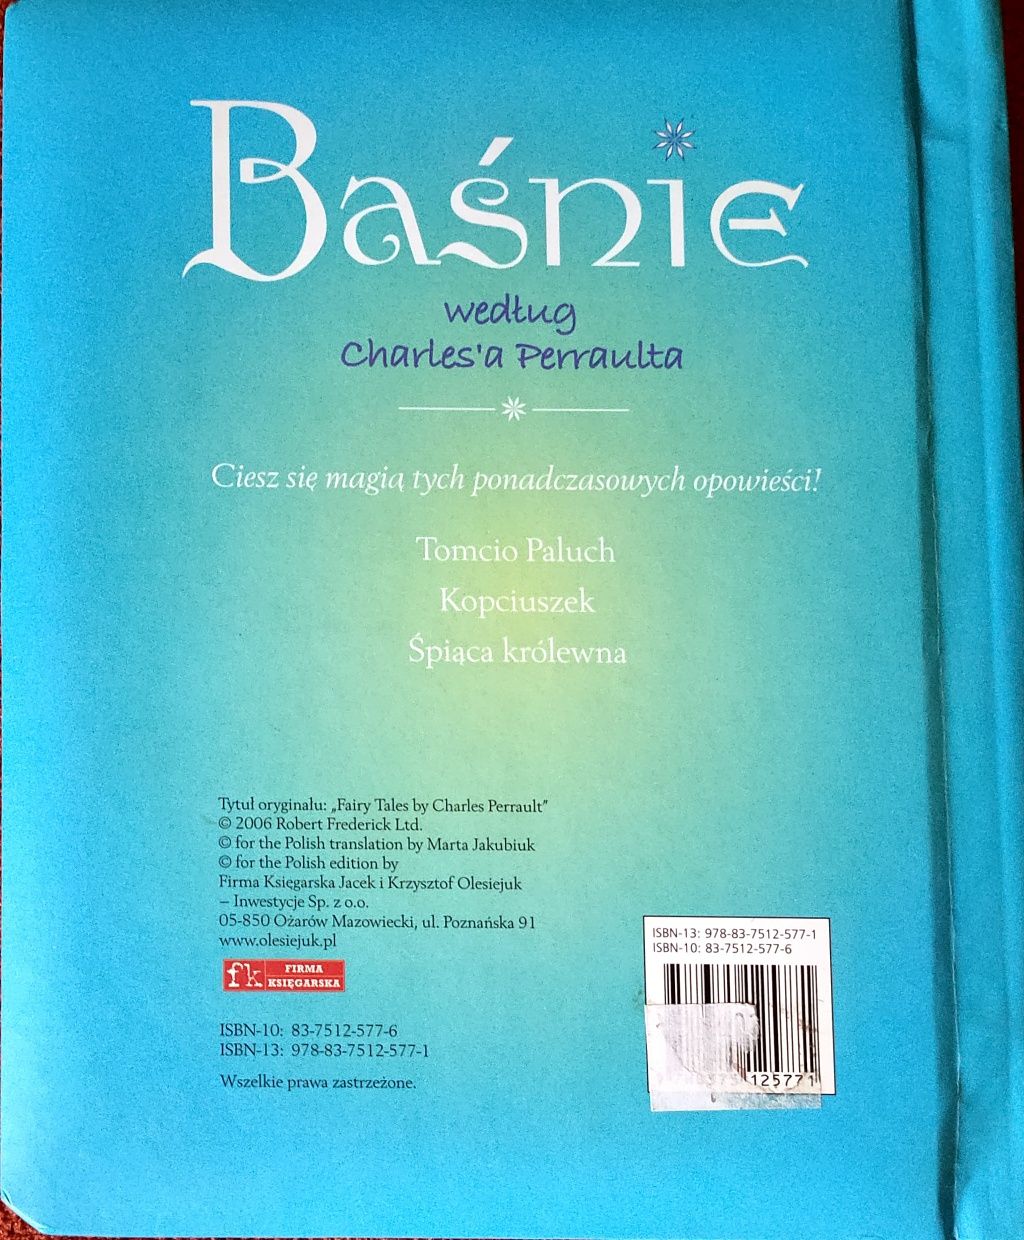 Baśnie
według
Charles'a Perraulta
Ciesz się magią tych ponadczasowych opowieści!
Tomcio Paluch
Kopciuszek
Śpiąca królewna
Tytuł oryginału: „Fairy Tales by Charles Perrault"
© 2006 Robert Frederick Ltd.
© for the Polish translation by Marta Jakubiuk
© for the Polish edition by
Firma Księgarska Jacek i Krzysztof Olesiejuk
– Inwestycje Sp. z o.o.
05-850 Ożarów Mazowiecki, ul. Poznańska 91
www.olesiejuk.pl
fk FIRMA
KSIĘGARSKA
ISBN-10: 83-7512-577-6
ISBN-13: 978-83-7512-577-1
Wszelkie prawa zastrzeżone.
ISBN-13: 978-83-7512-577-1
ISBN-10: 83-7512-577-6
125771